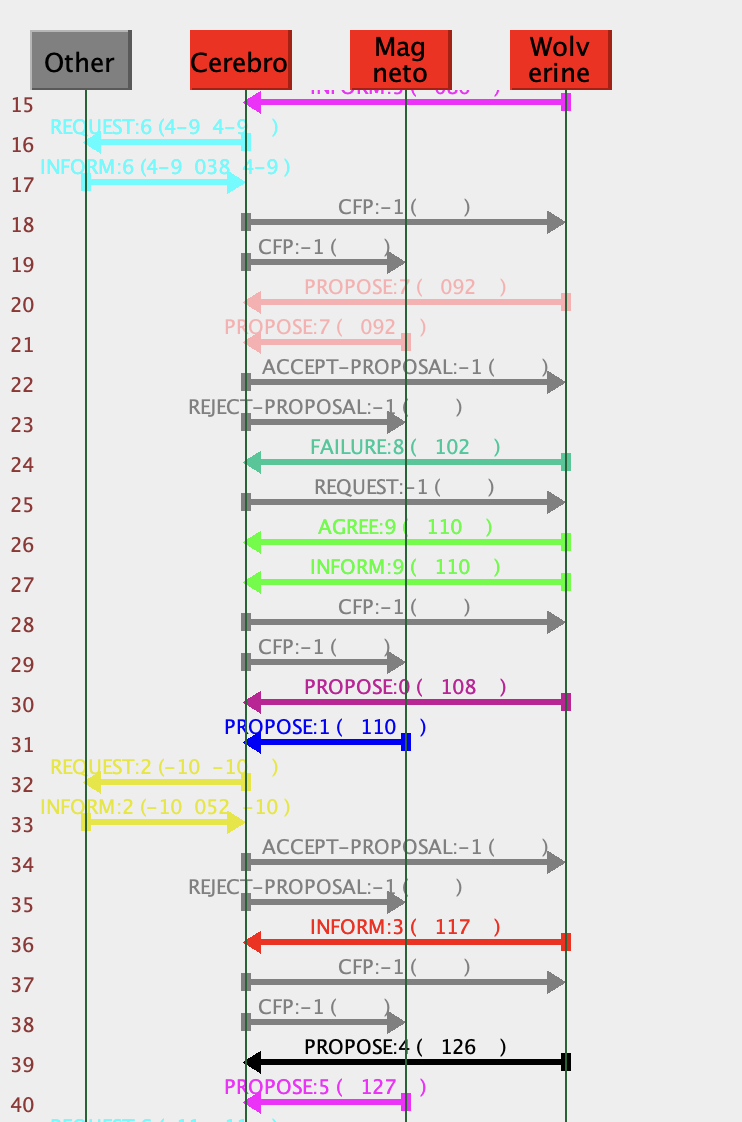 Other
Cerebro
Mag
neto
Wolv
erine
15
16 REQUEST:6 (4-9 4-9 )
17 INFORM:6 (4-9 038 4-9 )
18 CFP:-1 ( )
19 CFP:-1 ( )
20 PROPOSE:7 ( 092 )
21 PROPOSE:7 ( 092 )
22 ACCEPT-PROPOSAL:-1 ( )
23 REJECT-PROPOSAL:-1 ( )
24 FAILURE:8 ( 102 )
25 REQUEST:-1 ( )
26 AGREE:9 ( 110 )
27 INFORM:9 ( 110 )
28 CFP:-1 ( )
29 CFP:-1 ( )
30 PROPOSE:0 ( 108 )
31 PROPOSE:1 ( 110 )
32 REQUEST:2 (-10 -10 )
33 INFORM:2 (-10 052 -10 )
34 ACCEPT-PROPOSAL:-1 ( )
35 REJECT-PROPOSAL:-1 ( )
36 INFORM:3 ( 117 )
37 CFP:-1 ( )
38 CFP:-1 ( )
39 PROPOSE:4 ( 126 )
40 PROPOSE:5 ( 127 )